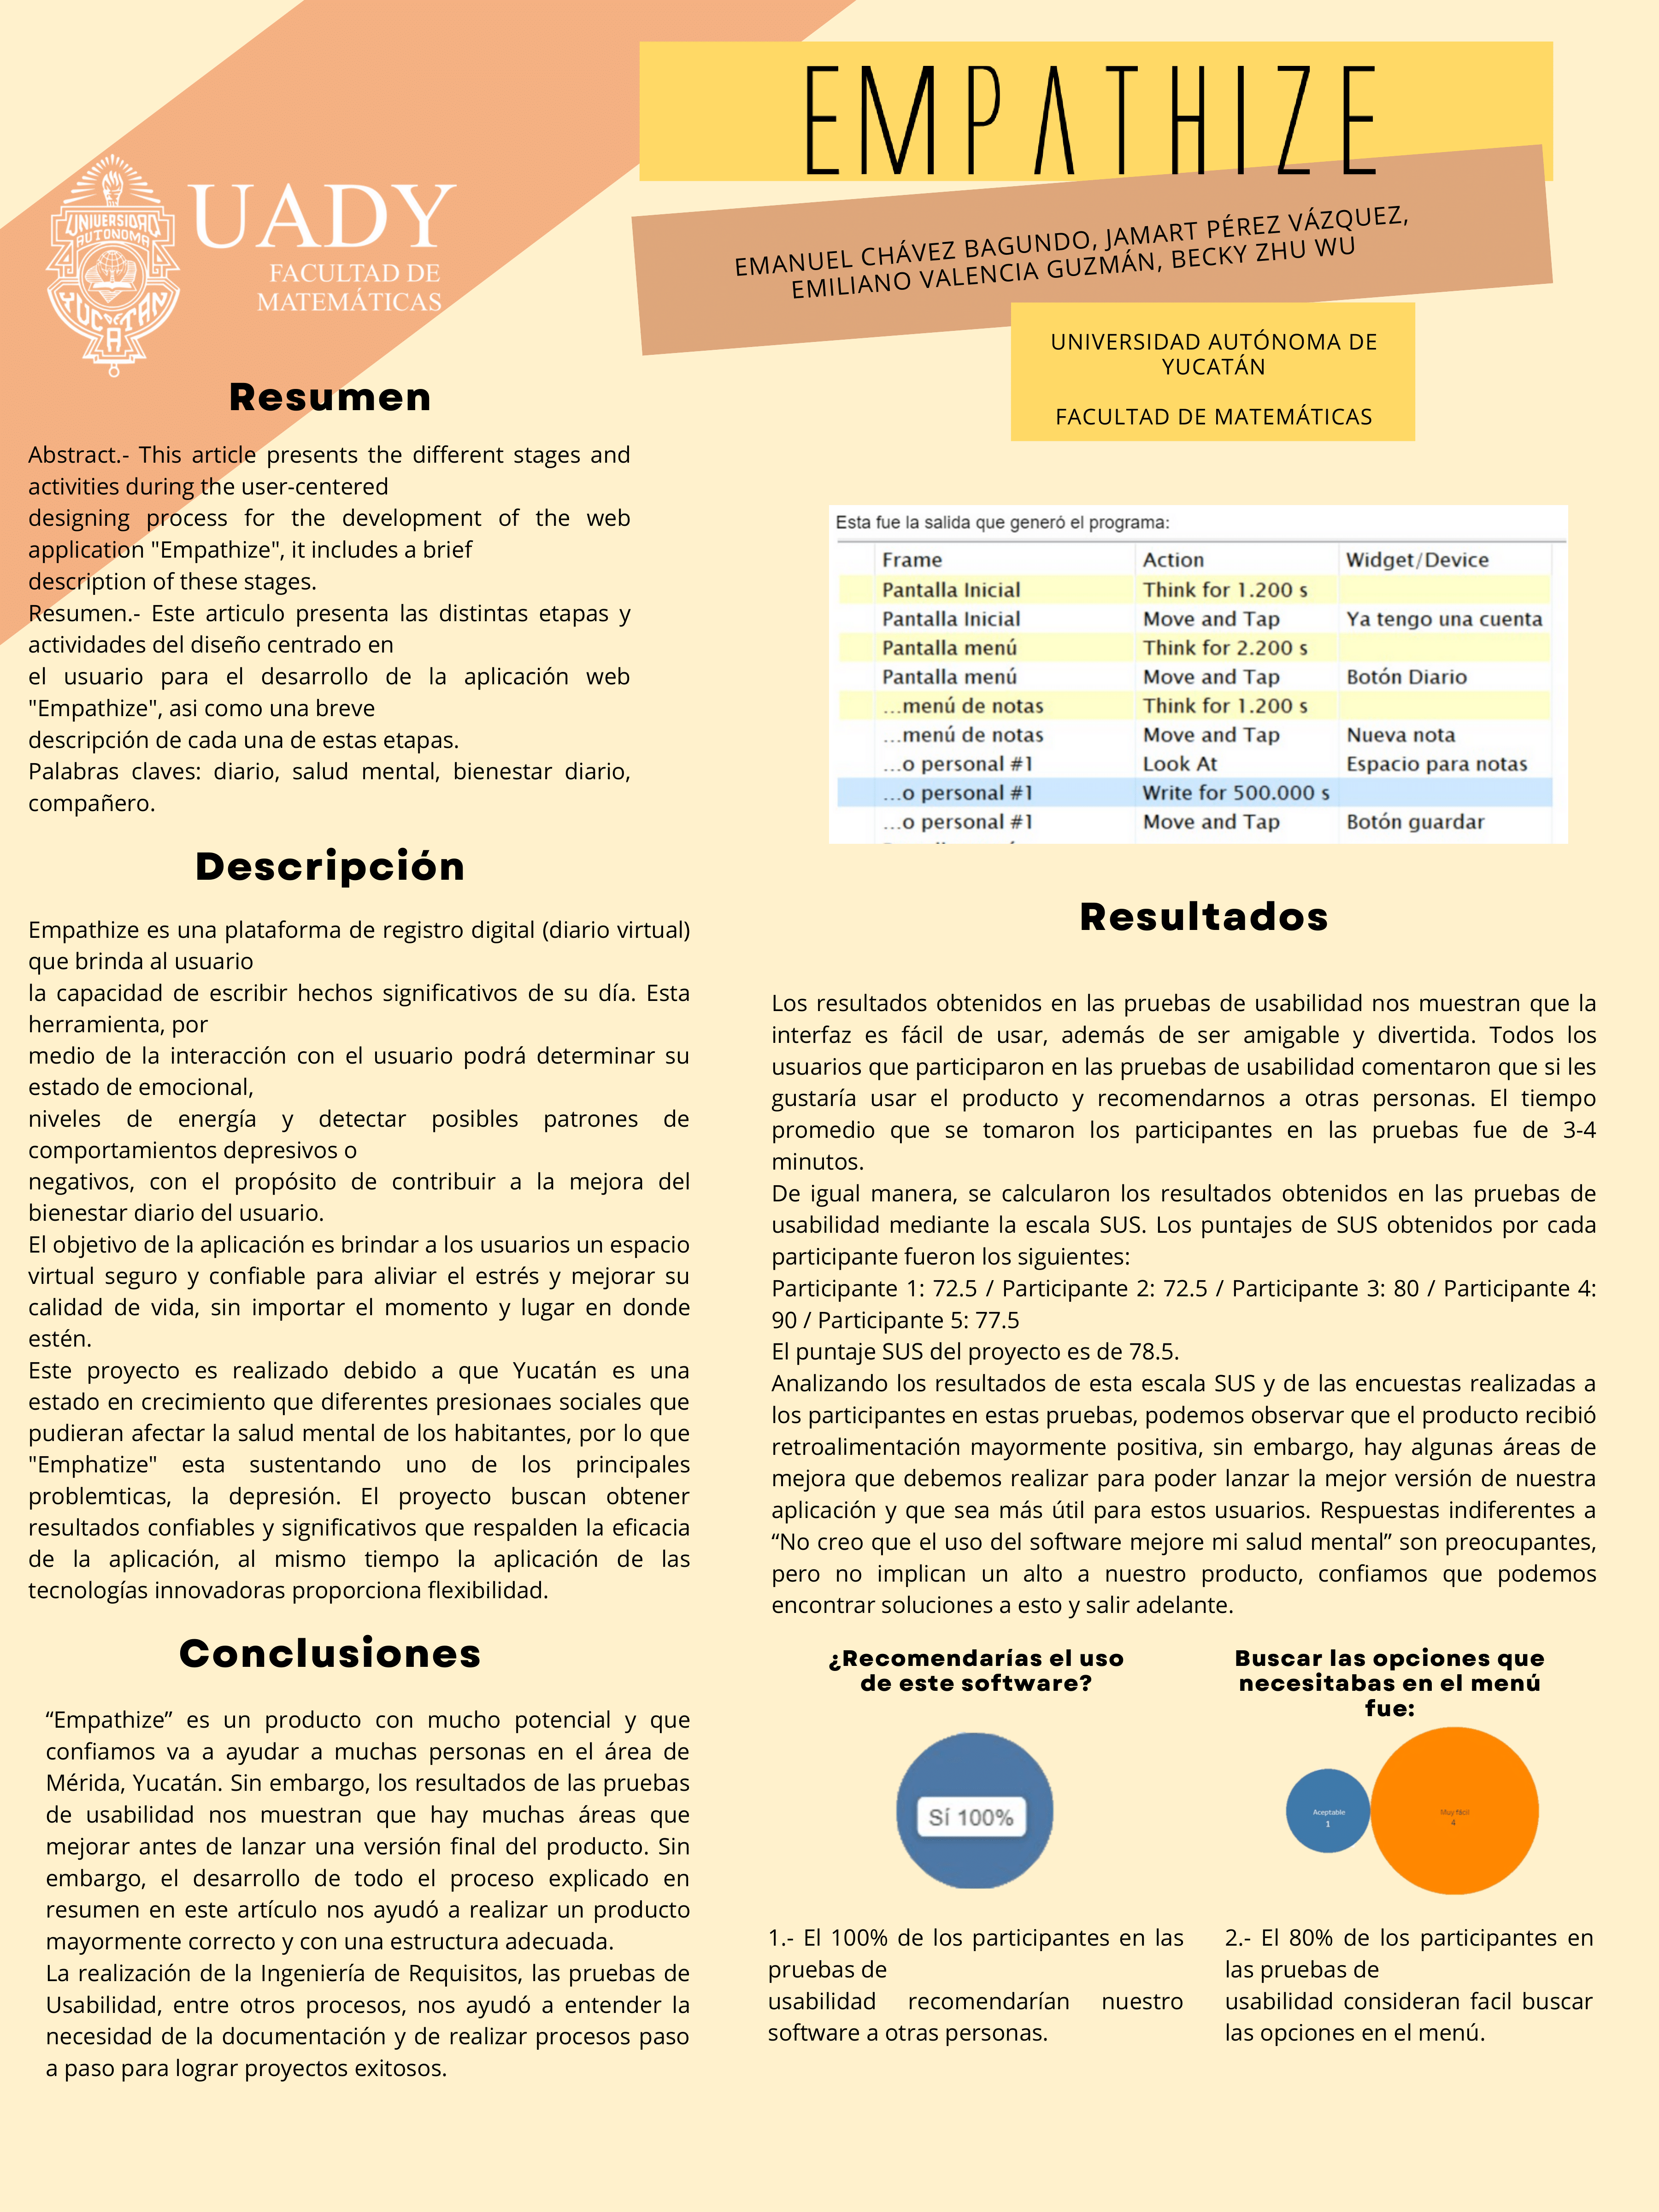 EMPATHIZE
EMANUEL CHÁVEZ BAGUNDO, JAMART PÉREZ VÁZQUEZ,
EMILIANO VALENCIA GUZMÁN, BECKY ZHU WU
UNIVERSIDAD AUTÓNOMA DE
YUCATÁN
FACULTAD DE MATEMÁTICAS
UNIVERSIDAD
AUTONOMA
DE
YUCATAN
UADY
FACULTAD DE
MATEMÁTICAS
Resumen
Abstract.- This article presents the different stages and
activities during the user-centered
designing process for the development of the web
application "Empathize", it includes a brief
description of these stages.
Resumen.- Este articulo presenta las distintas etapas y
actividades del diseño centrado en
el usuario para el desarrollo de la aplicación web
"Empathize", asi como una breve
descripción de cada una de estas etapas.
Palabras claves: diario, salud mental, bienestar diario,
compañero.
Descripción
Empathize es una plataforma de registro digital (diario virtual)
que brinda al usuario
la capacidad de escribir hechos significativos de su día. Esta
herramienta, por
medio de la interacción con el usuario podrá determinar su
estado de emocional,
niveles de energía y detectar posibles patrones de
comportamientos depresivos o
negativos, con el propósito de contribuir a la mejora del
bienestar diario del usuario.
El objetivo de la aplicación es brindar a los usuarios un espacio
virtual seguro y confiable para aliviar el estrés y mejorar su
calidad de vida, sin importar el momento y lugar en donde
estén.
Este proyecto es realizado debido a que Yucatán es una
estado en crecimiento que diferentes presionaes sociales que
pudieran afectar la salud mental de los habitantes, por lo que
"Emphatize" esta sustentando uno de los principales
problemticas, la depresión. El proyecto buscan obtener
resultados confiables y significativos que respalden la eficacia
de la aplicación, al mismo tiempo la aplicación de las
tecnologías innovadoras proporciona flexibilidad.
Conclusiones
“Empathize” es un producto con mucho potencial y que
confiamos va a ayudar a muchas personas en el área de
Mérida, Yucatán. Sin embargo, los resultados de las pruebas
de usabilidad nos muestran que hay muchas áreas que
mejorar antes de lanzar una versión final del producto. Sin
embargo, el desarrollo de todo el proceso explicado en
resumen en este artículo nos ayudó a realizar un producto
mayormente correcto y con una estructura adecuada.
La realización de la Ingeniería de Requisitos, las pruebas de
Usabilidad, entre otros procesos, nos ayudó a entender la
necesidad de la documentación y de realizar procesos paso
a paso para lograr proyectos exitosos.
Esta fue la salida que generó el programa:
Frame Action Widget/Device
Pantalla Inicial Think for 1.200 s
Pantalla Inicial Move and Tap Ya tengo una cuenta
Pantalla menú Think for 2.200 s
Pantalla menú Move and Tap Botón Diario
...menú de notas Think for 1.200 s
...menú de notas Move and Tap Nueva nota
...o personal #1 Look At Espacio para notas
...o personal #1 Write for 500.000 s
...o personal #1 Move and Tap Botón guardar
Resultados
Los resultados obtenidos en las pruebas de usabilidad nos muestran que la
interfaz es fácil de usar, además de ser amigable y divertida. Todos los
usuarios que participaron en las pruebas de usabilidad comentaron que si les
gustaría usar el producto y recomendarnos a otras personas. El tiempo
promedio que se tomaron los participantes en las pruebas fue de 3-4
minutos.
De igual manera, se calcularon los resultados obtenidos en las pruebas de
usabilidad mediante la escala SUS. Los puntajes de SUS obtenidos por cada
participante fueron los siguientes:
Participante 1: 72.5 / Participante 2: 72.5 / Participante 3: 80 / Participante 4:
90 / Participante 5: 77.5
El puntaje SUS del proyecto es de 78.5.
Analizando los resultados de esta escala SUS y de las encuestas realizadas a
los participantes en estas pruebas, podemos observar que el producto recibió
retroalimentación mayormente positiva, sin embargo, hay algunas áreas de
mejora que debemos realizar para poder lanzar la mejor versión de nuestra
aplicación y que sea más útil para estos usuarios. Respuestas indiferentes a
“No creo que el uso del software mejore mi salud mental” son preocupantes,
pero no implican un alto a nuestro producto, confiamos que podemos
encontrar soluciones a esto y salir adelante.
¿Recomendarías el uso
de este software?
Sí 100%
1.- El 100% de los participantes en las
pruebas de
usabilidad recomendarían nuestro
software a otras personas.
Buscar las opciones que
necesitabas en el menú
fue:
Aceptable
1
Muy fácil
4
2.- El 80% de los participantes en
las pruebas de
usabilidad consideran facil buscar
las opciones en el menú.